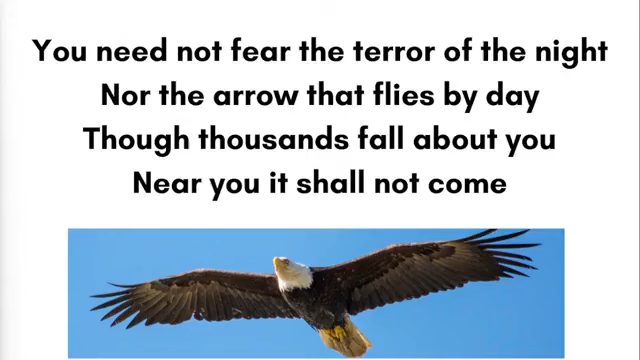 You need not fear the terror of the night
Nor the arrow that flies by day
Though thousands fall about you
Near you it shall not come